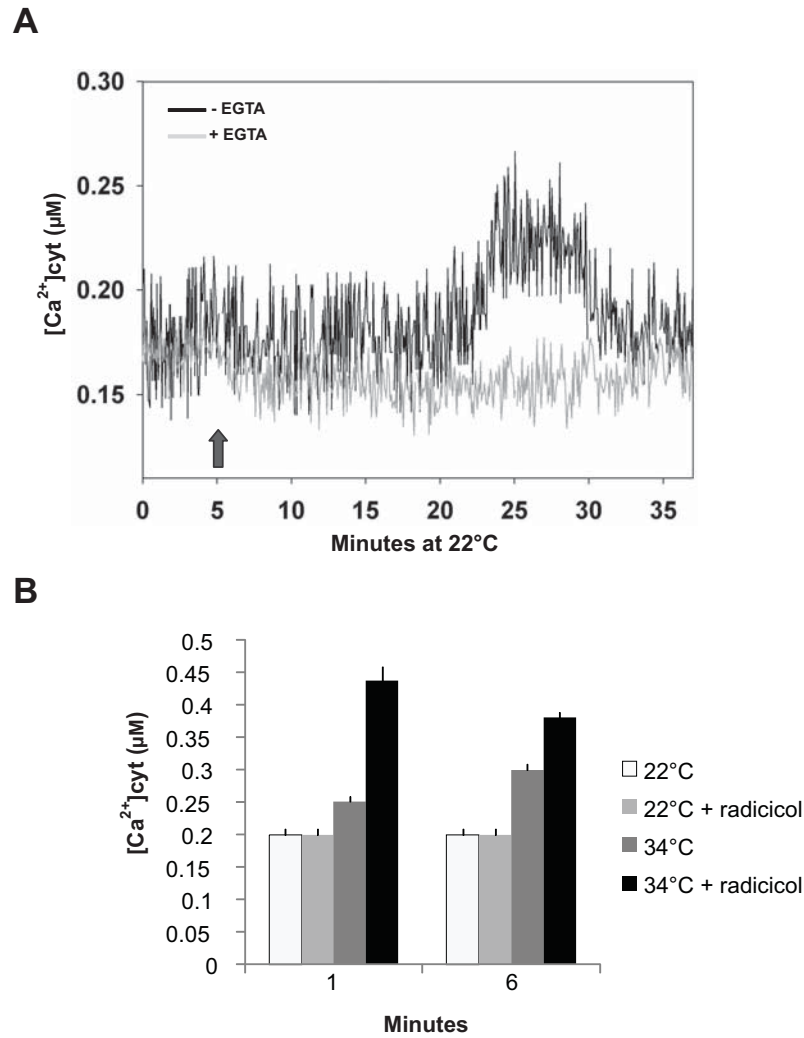 A
0.30
- EGTA
+ EGTA
0.25
[Ca²⁺]cyt (µM)
0.20
0.15
0 5 10 15 20 25 30 35
Minutes at 22°C
B
0.5
0.45
0.4
0.35
0.3
0.25
0.2
0.15
0.1
0.05
0
[Ca²⁺]cyt (µM)
22°C
22°C + radicicol
34°C
34°C + radicicol
1 6
Minutes